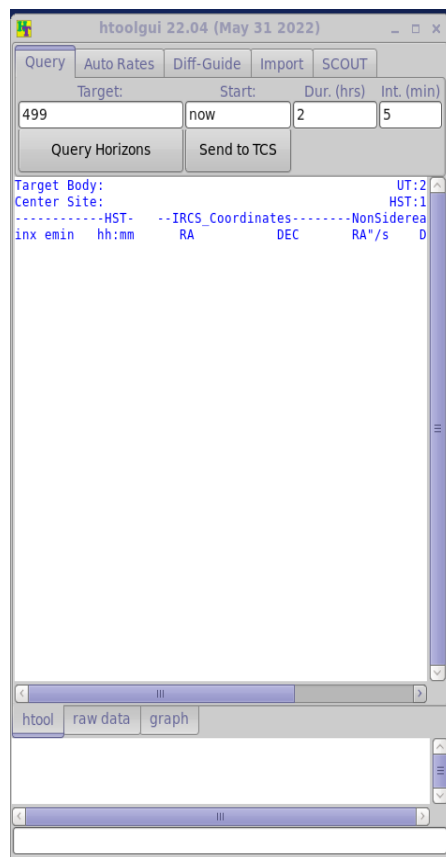 htoolgui 22.04 (May 31 2022)
Query Auto Rates Diff-Guide Import SCOUT
Target: Start: Dur. (hrs) Int. (min)
499 now 2 5
Query Horizons Send to TCS
Target Body: UT:2
Center Site: HST:1
------------HST- --IRCS_Coordinates--------NonSiderea
inx emin hh:mm RA DEC RA"/s D
htool raw data graph